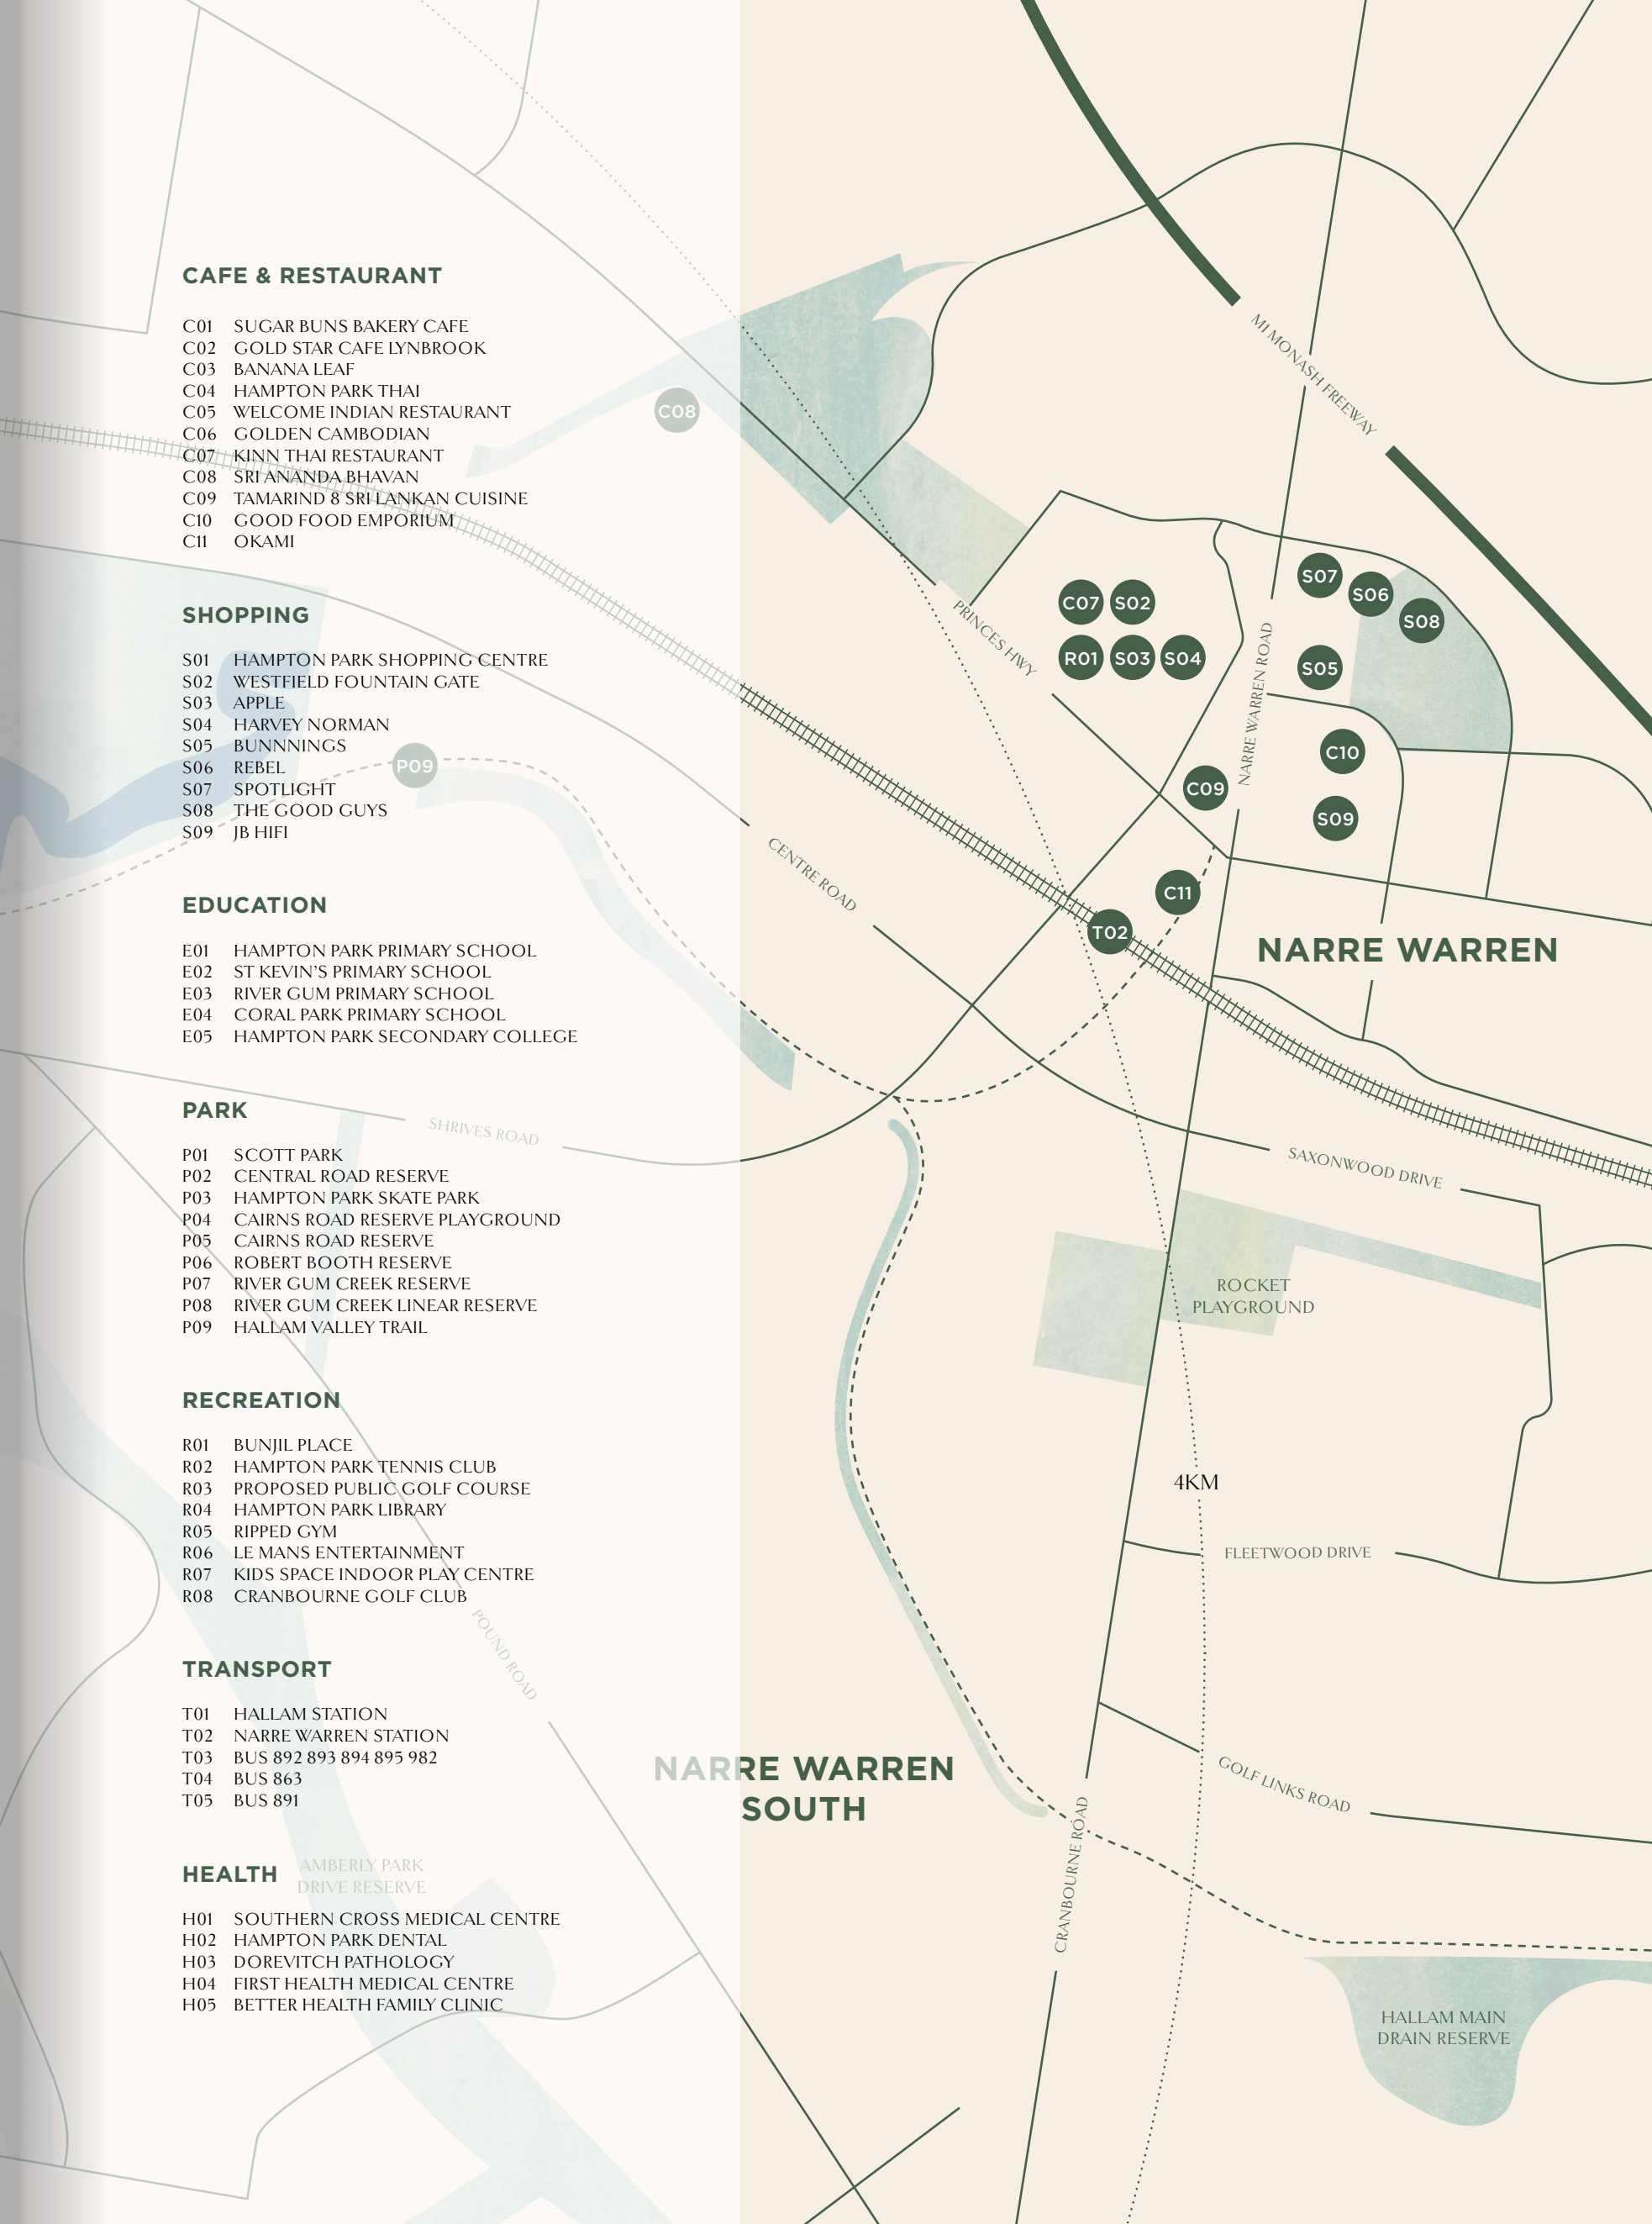 CAFE & RESTAURANT
C01 SUGAR BUNS BAKERY CAFE
C02 GOLD STAR CAFE LYNBROOK
C03 BANANA LEAF
C04 HAMPTON PARK THAI
C05 WELCOME INDIAN RESTAURANT
C06 GOLDEN CAMBODIAN
C07 KINN THAI RESTAURANT
C08 SRI ANANDA BHAVAN
C09 TAMARIND 8 SRI LANKAN CUISINE
C10 GOOD FOOD EMPORIUM
C11 OKAMI
SHOPPING
S01 HAMPTON PARK SHOPPING CENTRE
S02 WESTFIELD FOUNTAIN GATE
S03 APPLE
S04 HARVEY NORMAN
S05 BUNNNINGS
S06 REBEL
S07 SPOTLIGHT
S08 THE GOOD GUYS
S09 JB HIFI
EDUCATION
E01 HAMPTON PARK PRIMARY SCHOOL
E02 ST KEVIN'S PRIMARY SCHOOL
E03 RIVER GUM PRIMARY SCHOOL
E04 CORAL PARK PRIMARY SCHOOL
E05 HAMPTON PARK SECONDARY COLLEGE
PARK
P01 SCOTT PARK
P02 CENTRAL ROAD RESERVE
P03 HAMPTON PARK SKATE PARK
P04 CAIRNS ROAD RESERVE PLAYGROUND
P05 CAIRNS ROAD RESERVE
P06 ROBERT BOOTH RESERVE
P07 RIVER GUM CREEK RESERVE
P08 RIVER GUM CREEK LINEAR RESERVE
P09 HALLAM VALLEY TRAIL
RECREATION
R01 BUNJIL PLACE
R02 HAMPTON PARK TENNIS CLUB
R03 PROPOSED PUBLIC GOLF COURSE
R04 HAMPTON PARK LIBRARY
R05 RIPPED GYM
R06 LE MANS ENTERTAINMENT
R07 KIDS SPACE INDOOR PLAY CENTRE
R08 CRANBOURNE GOLF CLUB
TRANSPORT
T01 HALLAM STATION
T02 NARRE WARREN STATION
T03 BUS 892 893 894 895 982
T04 BUS 863
T05 BUS 891
HEALTH
H01 SOUTHERN CROSS MEDICAL CENTRE
H02 HAMPTON PARK DENTAL
H03 DOREVITCH PATHOLOGY
H04 FIRST HEALTH MEDICAL CENTRE
H05 BETTER HEALTH FAMILY CLINIC
C08
P09
SHRIVES ROAD
POUND ROAD
AMBERLY PARK
DRIVE RESERVE
M1 MONASH FREEWAY
S07
S06
S08
C07 S02
R01 S03 S04
S05
PRINCES HWY
NARRE WARREN ROAD
C10
C09
S09
CENTRE ROAD
C11
T02
NARRE WARREN
SAXONWOOD DRIVE
ROCKET
PLAYGROUND
4KM
FLEETWOOD DRIVE
NARRE WARREN
SOUTH
GOLF LINKS ROAD
CRANBOURNE ROAD
HALLAM MAIN
DRAIN RESERVE